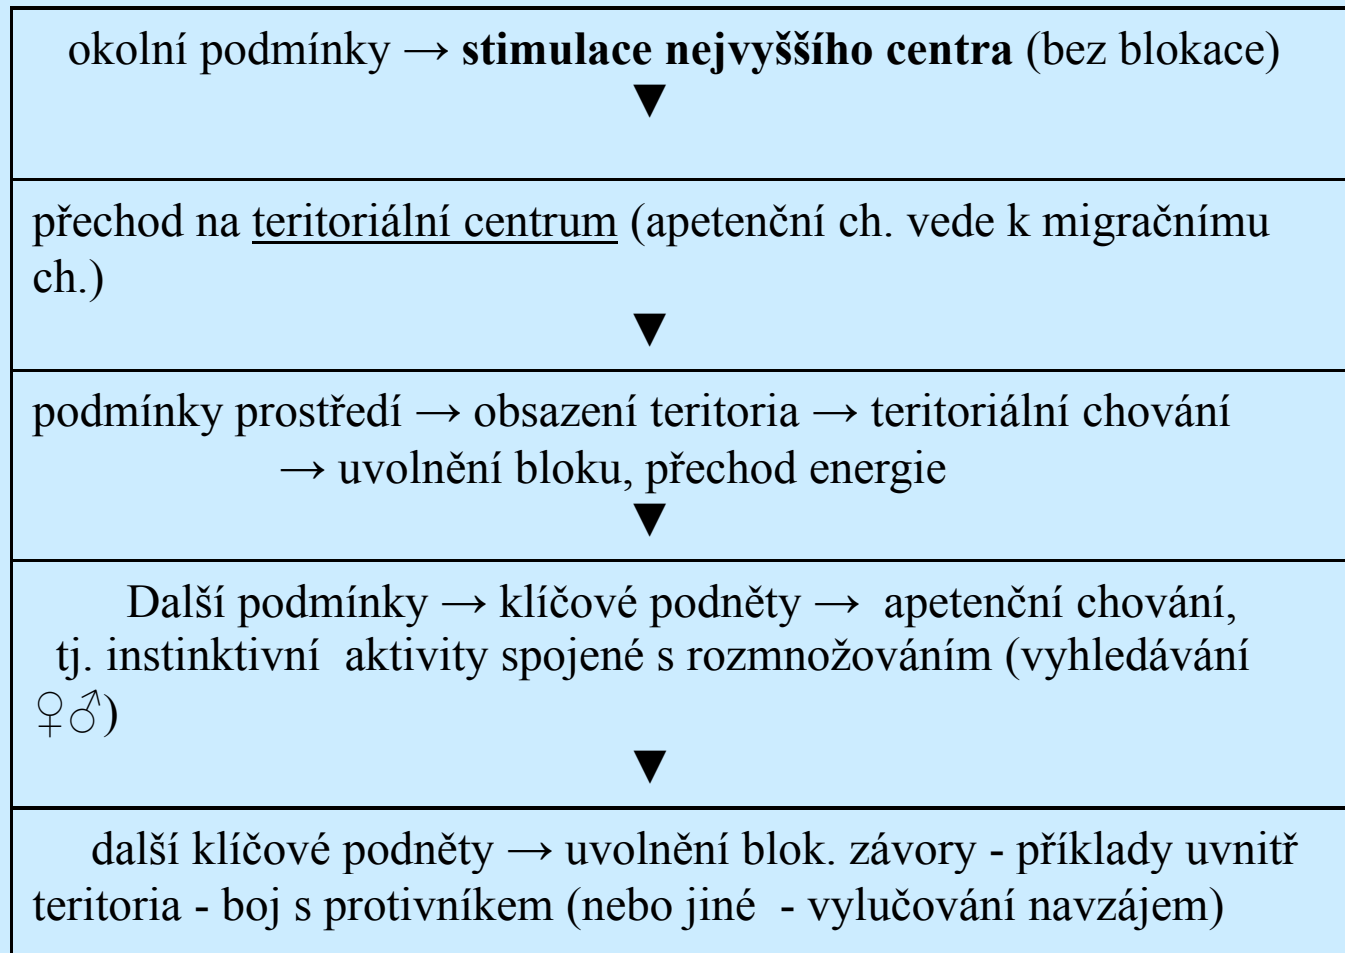 okolní podmínky → stimulace nejvyššího centra (bez blokace)
▼
přechod na teritoriální centrum (apetenční ch. vede k migračnímu
ch.)
▼
podmínky prostředí → obsazení teritoria → teritoriální chování
→ uvolnění bloku, přechod energie
▼
Další podmínky → klíčové podněty → apetenční chování,
tj. instinktivní aktivity spojené s rozmnožováním (vyhledávání
♀♂)
▼
další klíčové podněty → uvolnění blok. závory - příklady uvnitř
teritoria - boj s protivníkem (nebo jiné - vylučování navzájem)